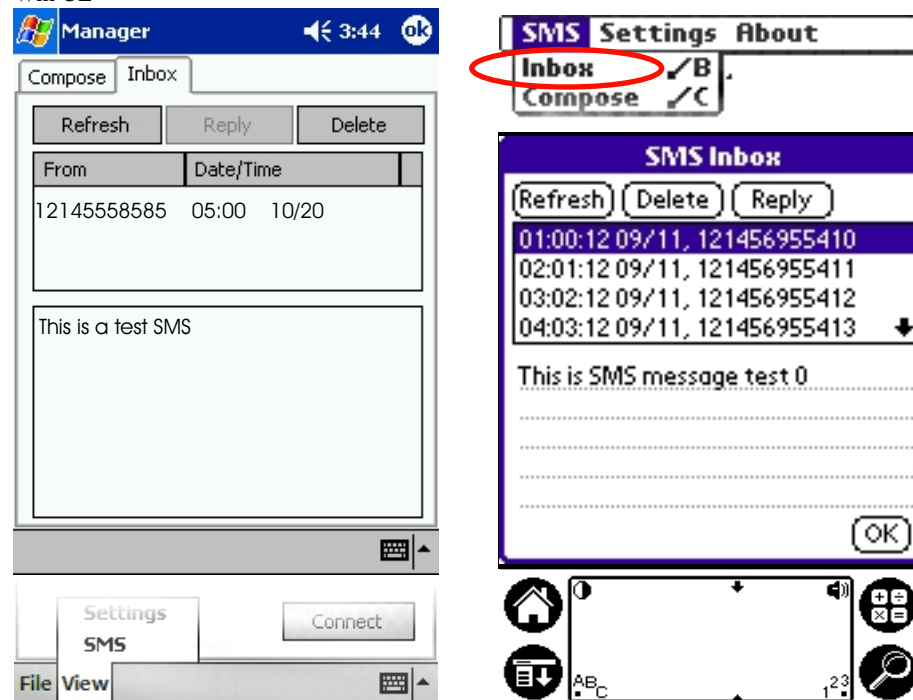 Manager 3:44 ok
Compose Inbox
Refresh Reply Delete
From Date/Time
12145558585 05:00 10/20
This is a test SMS
Settings
SMS
Connect
File View
SMS Settings About
Inbox ⁄B
Compose ⁄C
SMS Inbox
Refresh Delete Reply
01:00:12 09/11, 121456955410
02:01:12 09/11, 121456955411
03:02:12 09/11, 121456955412
04:03:12 09/11, 121456955413
This is SMS message test 0
OK
ABC 123